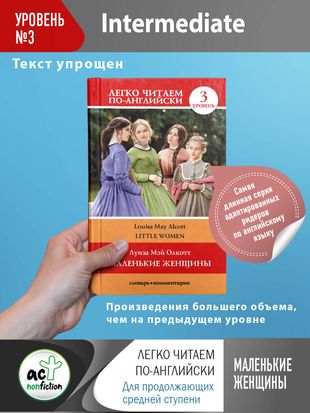 УРОВЕНЬ
№3
Intermediate
Текст упрощен
ЛЕГКО ЧИТАЕМ
ПО-АНГЛИЙСКИ
3
УРОВЕНЬ
Самая
длинная серия
адаптированных
ридеров
по английскому
языку
Louisa May Alcott
LITTLE WOMEN
Луиза Мэй Олкотт
МАЛЕНЬКИЕ ЖЕНЩИНЫ
словарь+комментарии
Произведения большего объема,
чем на предыдущем уровне
act
nonfiction
ЛЕГКО ЧИТАЕМ
ПО-АНГЛИЙСКИ
Для продолжающих
средней ступени
МАЛЕНЬКИЕ
ЖЕНЩИНЫ